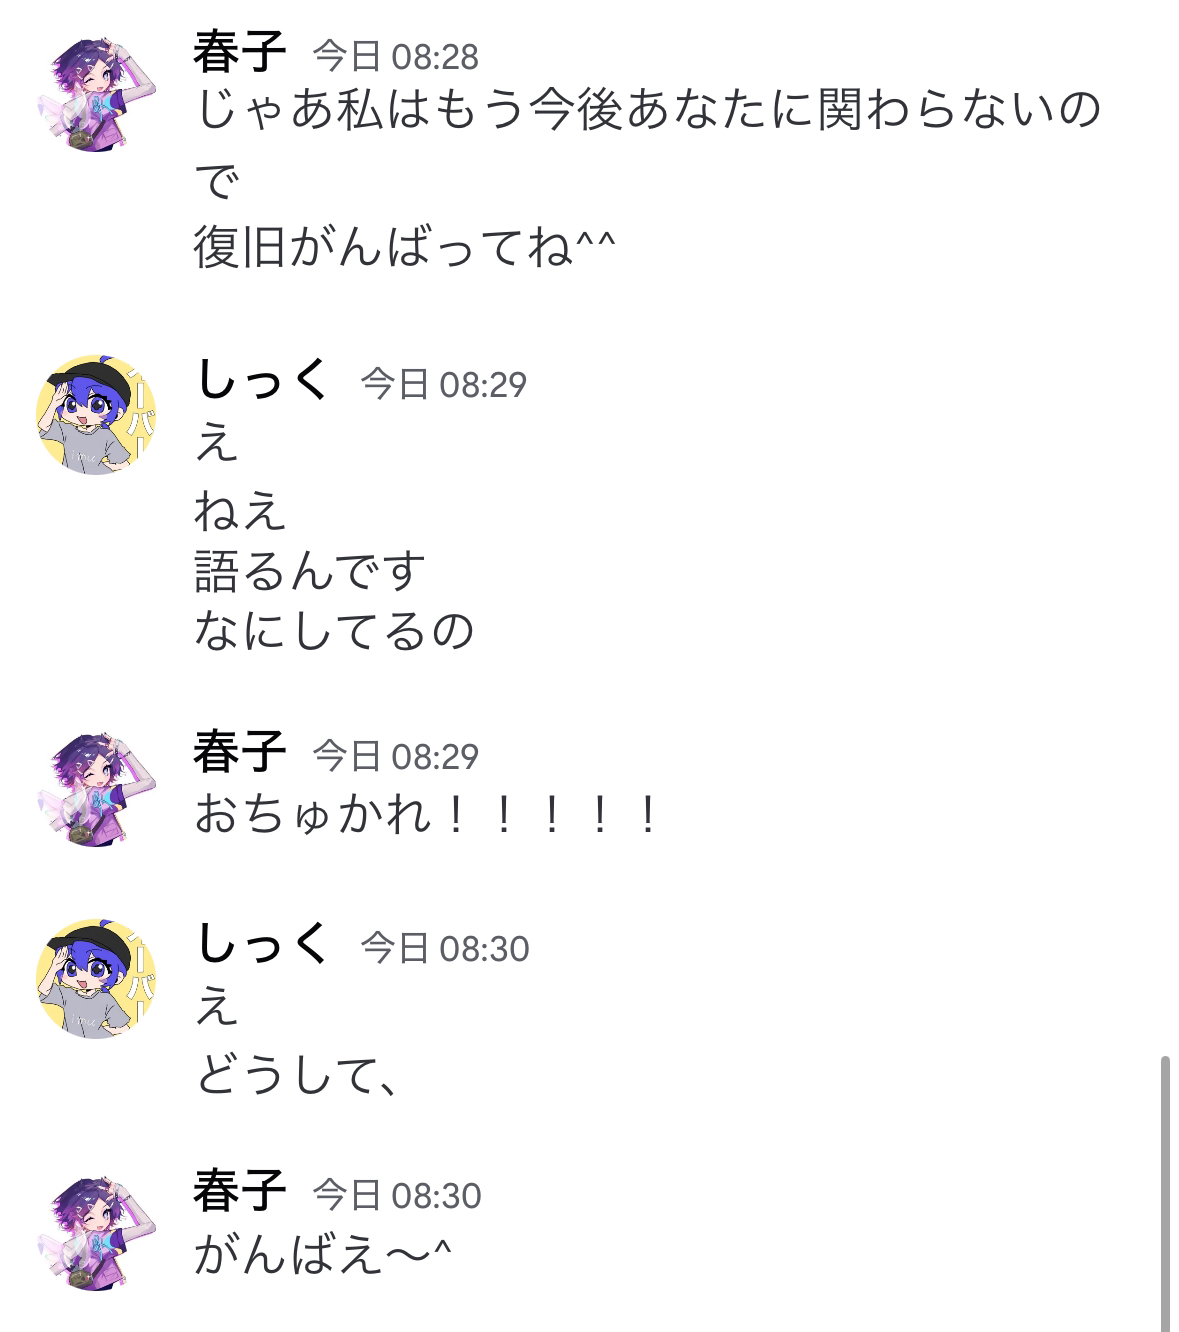 春子 今日 08:28
じゃあ私はもう今後あなたに関わらないの
で
復旧がんばってね^^
しっく 今日 08:29
え
ねえ
語るんです
なにしてるの
春子 今日 08:29
おちゅかれ！！！！！
しっく 今日 08:30
え
どうして、
春子 今日 08:30
がんばえ〜^